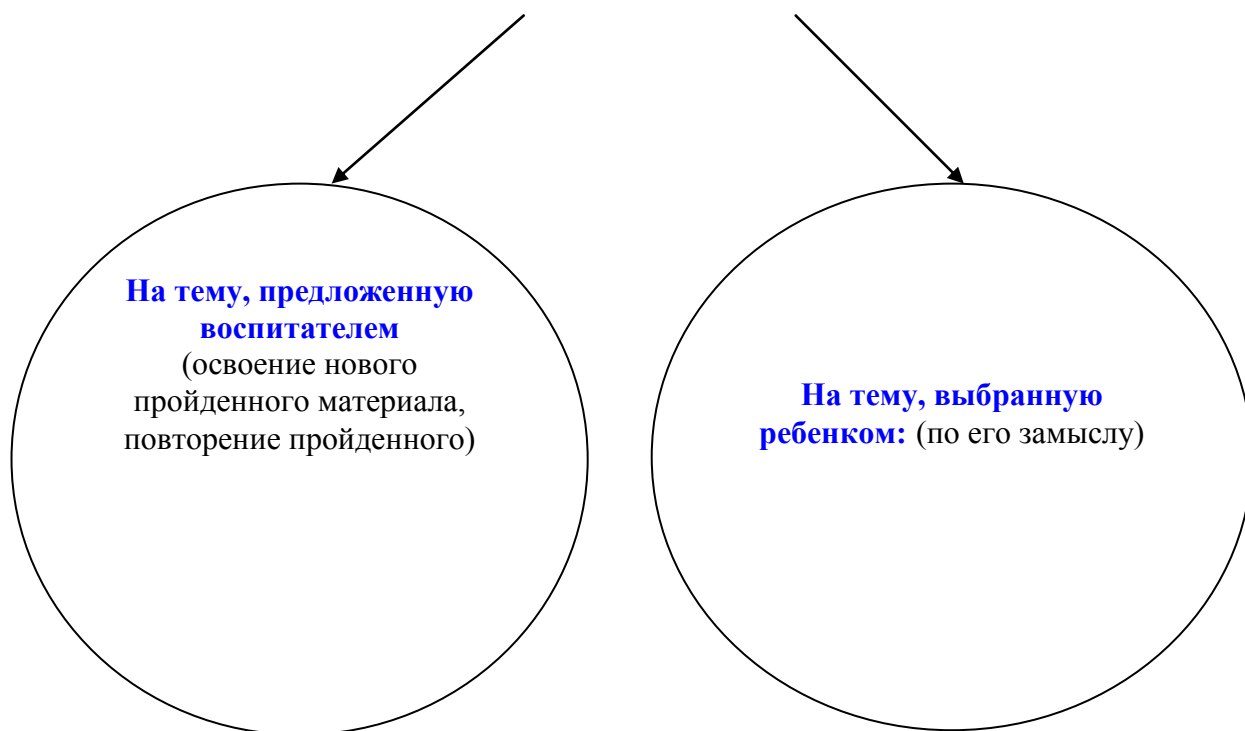 На тему, предложенную
воспитателем
(освоение нового
пройденного материала,
повторение пройденного)
На тему, выбранную
ребенком: (по его замыслу)